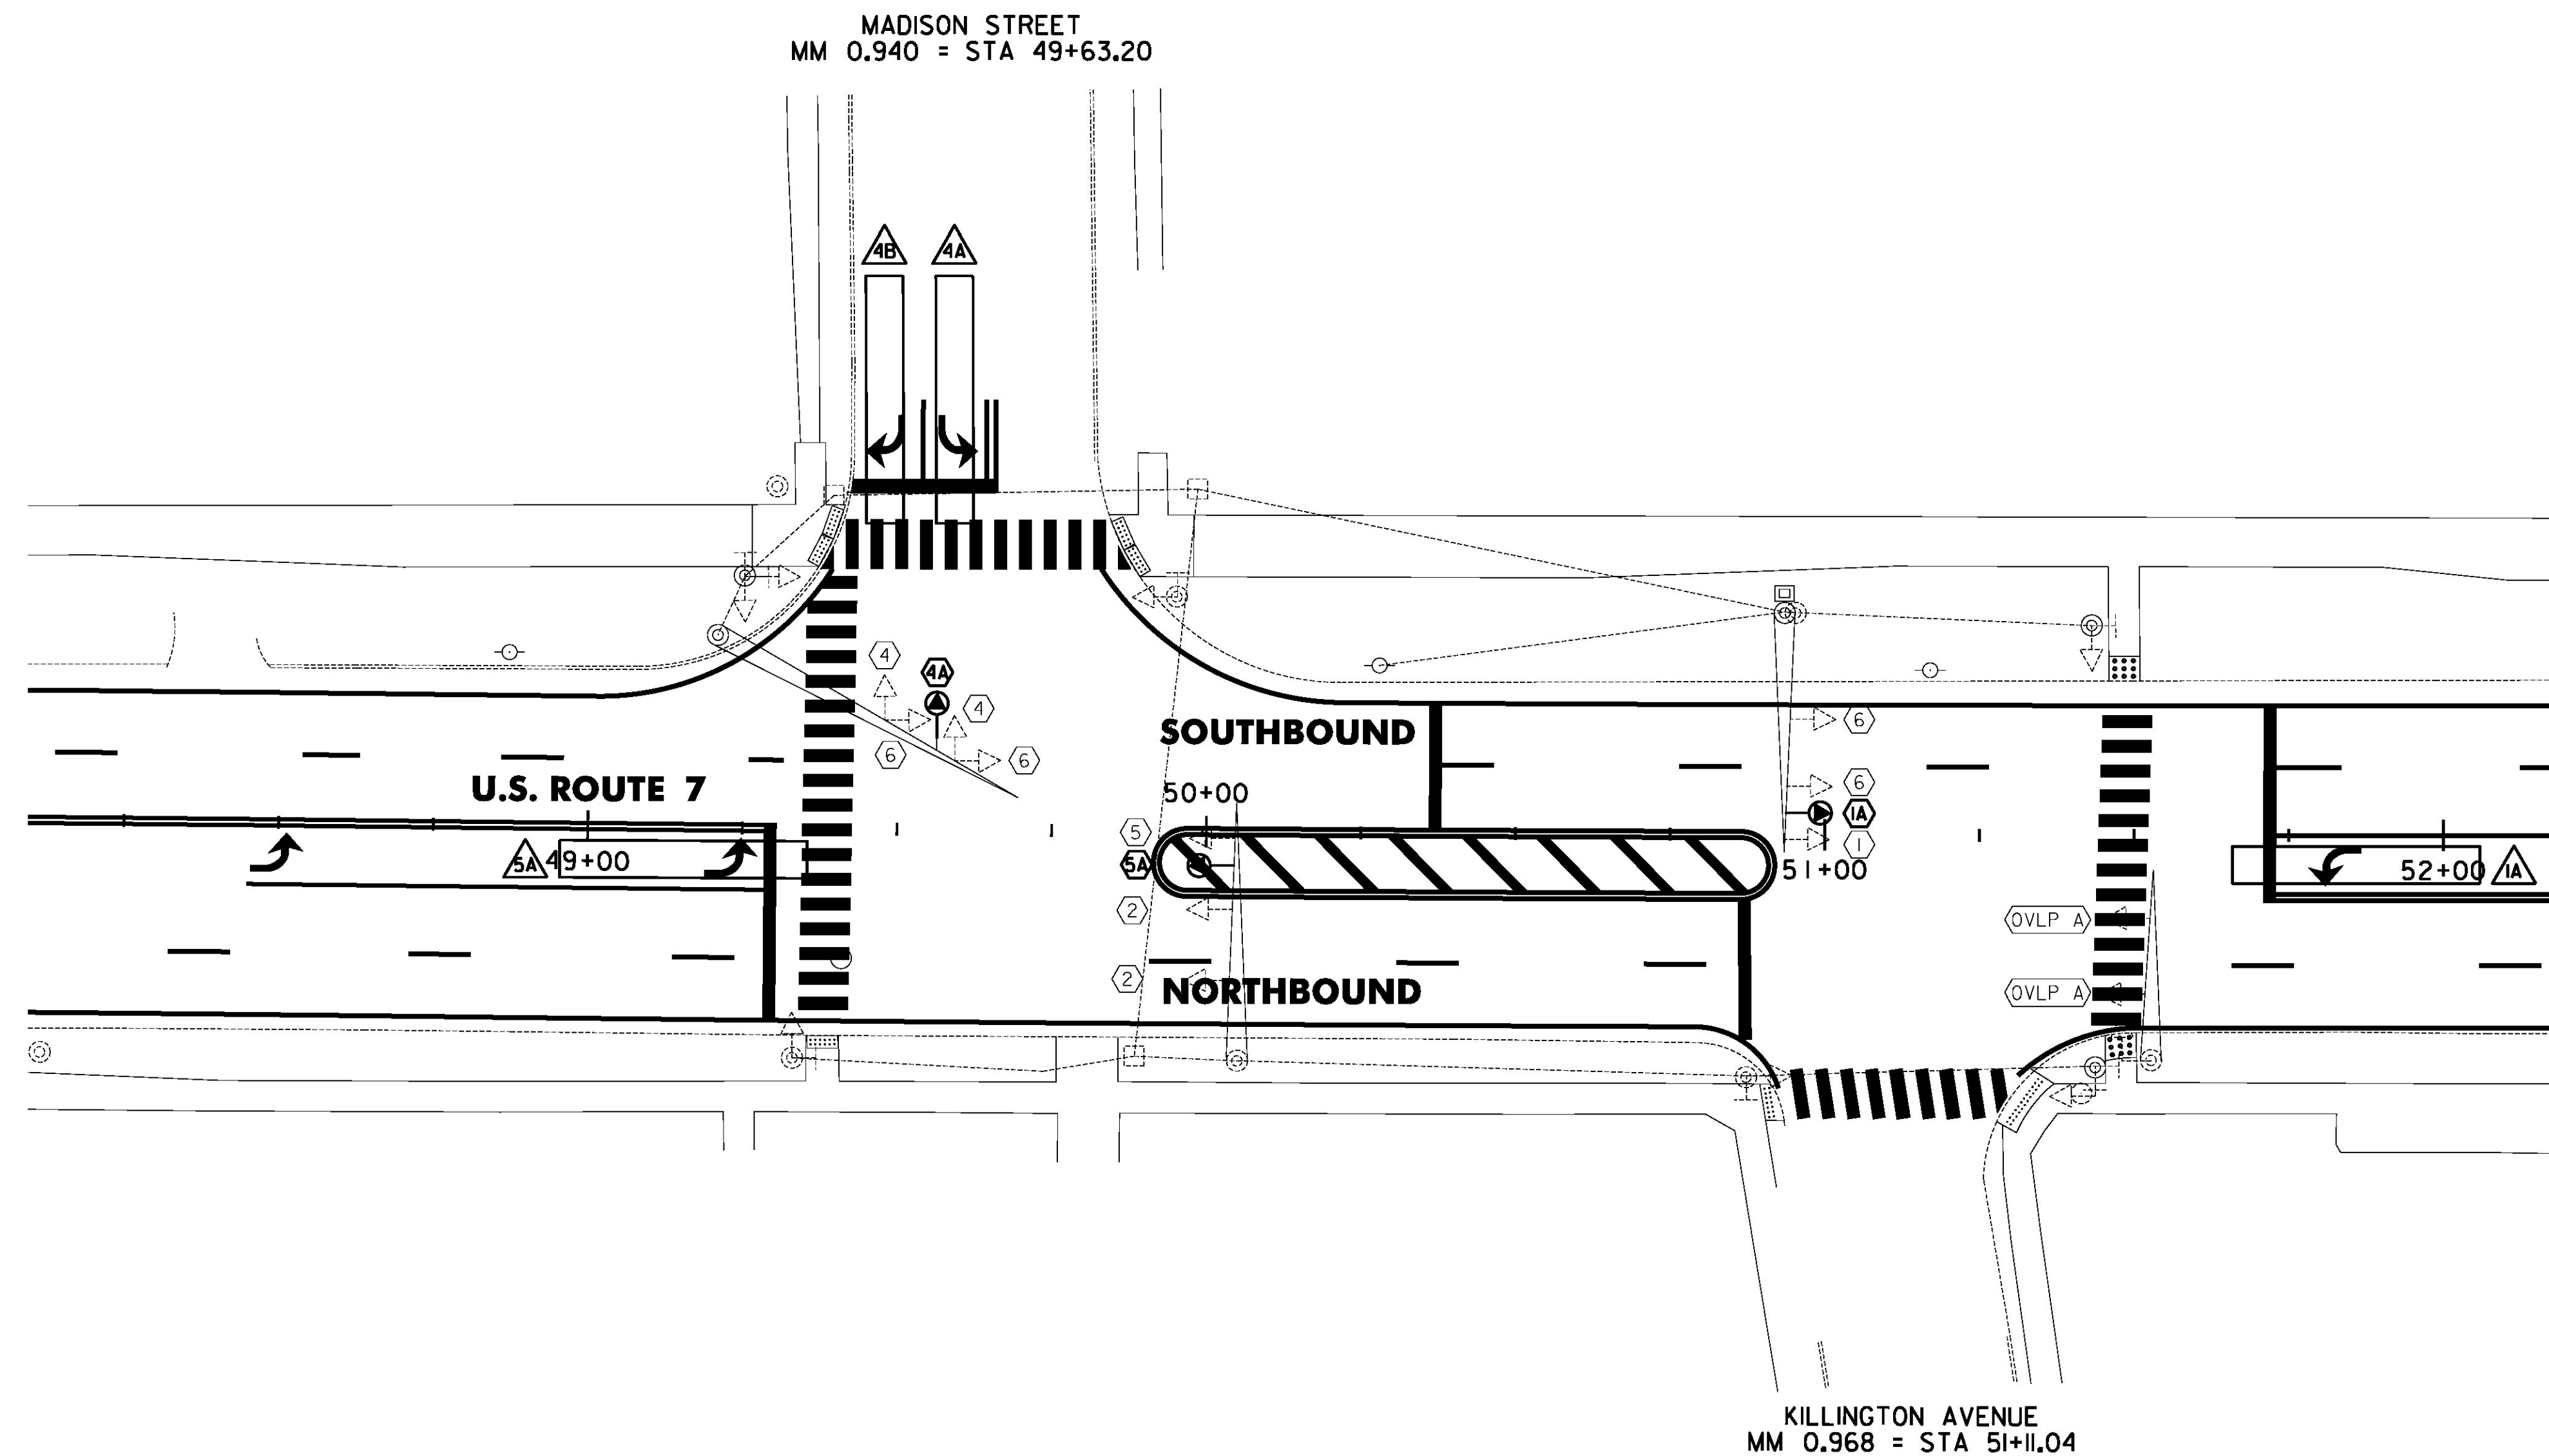 MADISON STREET
MM 0.940 = STA 49+63.20
4B 4A
4
4A
4
6
6
SOUTHBOUND
6
U.S. ROUTE 7
50+00
6
1A
5
1
5A
49+00
5A
51+00
52+00
1A
2
OVLP A
2
NORTHBOUND
OVLP A
KILLINGTON AVENUE
MM 0.968 = STA 51+11.04